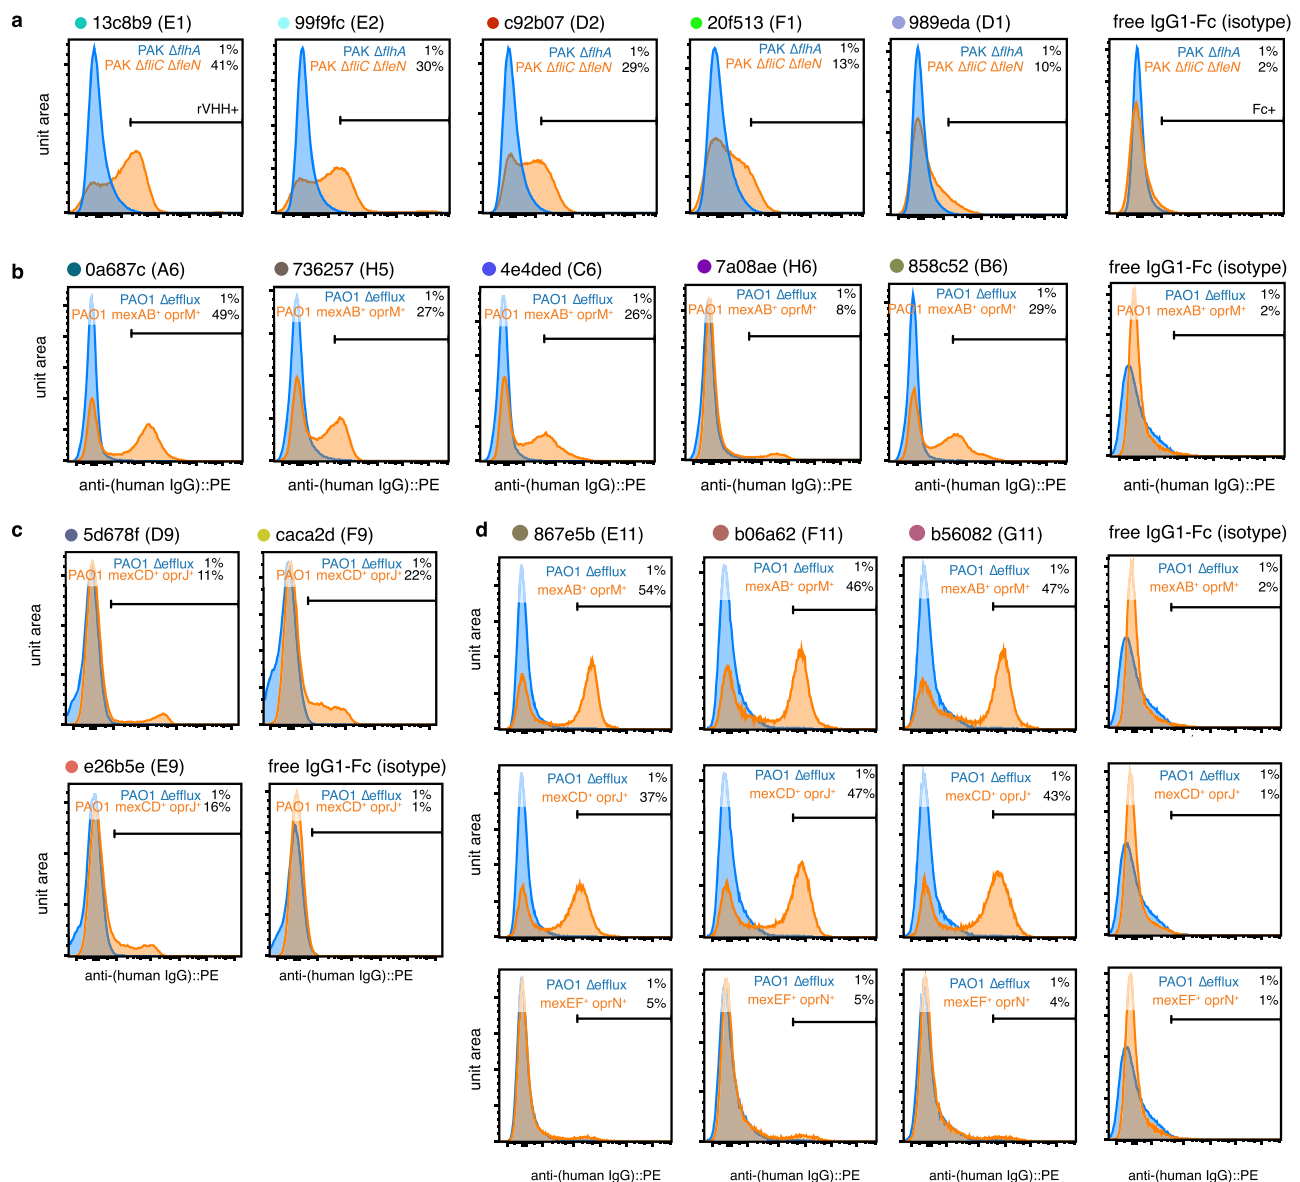 a
13c8b9 (E1)
99f9fc (E2)
c92b07 (D2)
20f513 (F1)
989eda (D1)
free IgG1-Fc (isotype)
PAK ΔflhA 1%
PAK ΔfliC ΔfleN 41%
rVHH+
PAK ΔflhA 1%
PAK ΔfliC ΔfleN 30%
PAK ΔflhA 1%
PAK ΔfliC ΔfleN 29%
PAK ΔflhA 1%
PAK ΔfliC ΔfleN 13%
PAK ΔflhA 1%
PAK ΔfliC ΔfleN 10%
PAK ΔflhA 1%
PAK ΔfliC ΔfleN 2%
Fc+
unit area
b
0a687c (A6)
736257 (H5)
4e4ded (C6)
7a08ae (H6)
858c52 (B6)
free IgG1-Fc (isotype)
PAO1 Δefflux 1%
PAO1 mexAB⁺ oprM⁺ 49%
PAO1 Δefflux 1%
PAO1 mexAB⁺ oprM⁺ 27%
PAO1 Δefflux 1%
PAO1 mexAB⁺ oprM⁺ 26%
PAO1 Δefflux 1%
PAO1 mexAB⁺ oprM⁺ 8%
PAO1 Δefflux 1%
PAO1 mexAB⁺ oprM⁺ 29%
PAO1 Δefflux 1%
PAO1 mexAB⁺ oprM⁺ 2%
unit area
anti-(human IgG)::PE
anti-(human IgG)::PE
anti-(human IgG)::PE
anti-(human IgG)::PE
anti-(human IgG)::PE
anti-(human IgG)::PE
c
5d678f (D9)
caca2d (F9)
PAO1 Δefflux 1%
PAO1 mexCD⁺ oprJ⁺ 11%
PAO1 Δefflux 1%
PAO1 mexCD⁺ oprJ⁺ 22%
unit area
e26b5e (E9)
free IgG1-Fc (isotype)
PAO1 Δefflux 1%
PAO1 mexCD⁺ oprJ⁺ 16%
PAO1 Δefflux 1%
PAO1 mexCD⁺ oprJ⁺ 1%
unit area
anti-(human IgG)::PE
anti-(human IgG)::PE
d
867e5b (E11)
b06a62 (F11)
b56082 (G11)
free IgG1-Fc (isotype)
PAO1 Δefflux 1%
mexAB⁺ oprM⁺ 54%
PAO1 Δefflux 1%
mexAB⁺ oprM⁺ 46%
PAO1 Δefflux 1%
mexAB⁺ oprM⁺ 47%
PAO1 Δefflux 1%
mexAB⁺ oprM⁺ 2%
unit area
PAO1 Δefflux 1%
mexCD⁺ oprJ⁺ 37%
PAO1 Δefflux 1%
mexCD⁺ oprJ⁺ 47%
PAO1 Δefflux 1%
mexCD⁺ oprJ⁺ 43%
PAO1 Δefflux 1%
mexCD⁺ oprJ⁺ 1%
unit area
PAO1 Δefflux 1%
mexEF⁺ oprN⁺ 5%
PAO1 Δefflux 1%
mexEF⁺ oprN⁺ 5%
PAO1 Δefflux 1%
mexEF⁺ oprN⁺ 4%
PAO1 Δefflux 1%
mexEF⁺ oprN⁺ 1%
unit area
anti-(human IgG)::PE
anti-(human IgG)::PE
anti-(human IgG)::PE
anti-(human IgG)::PE